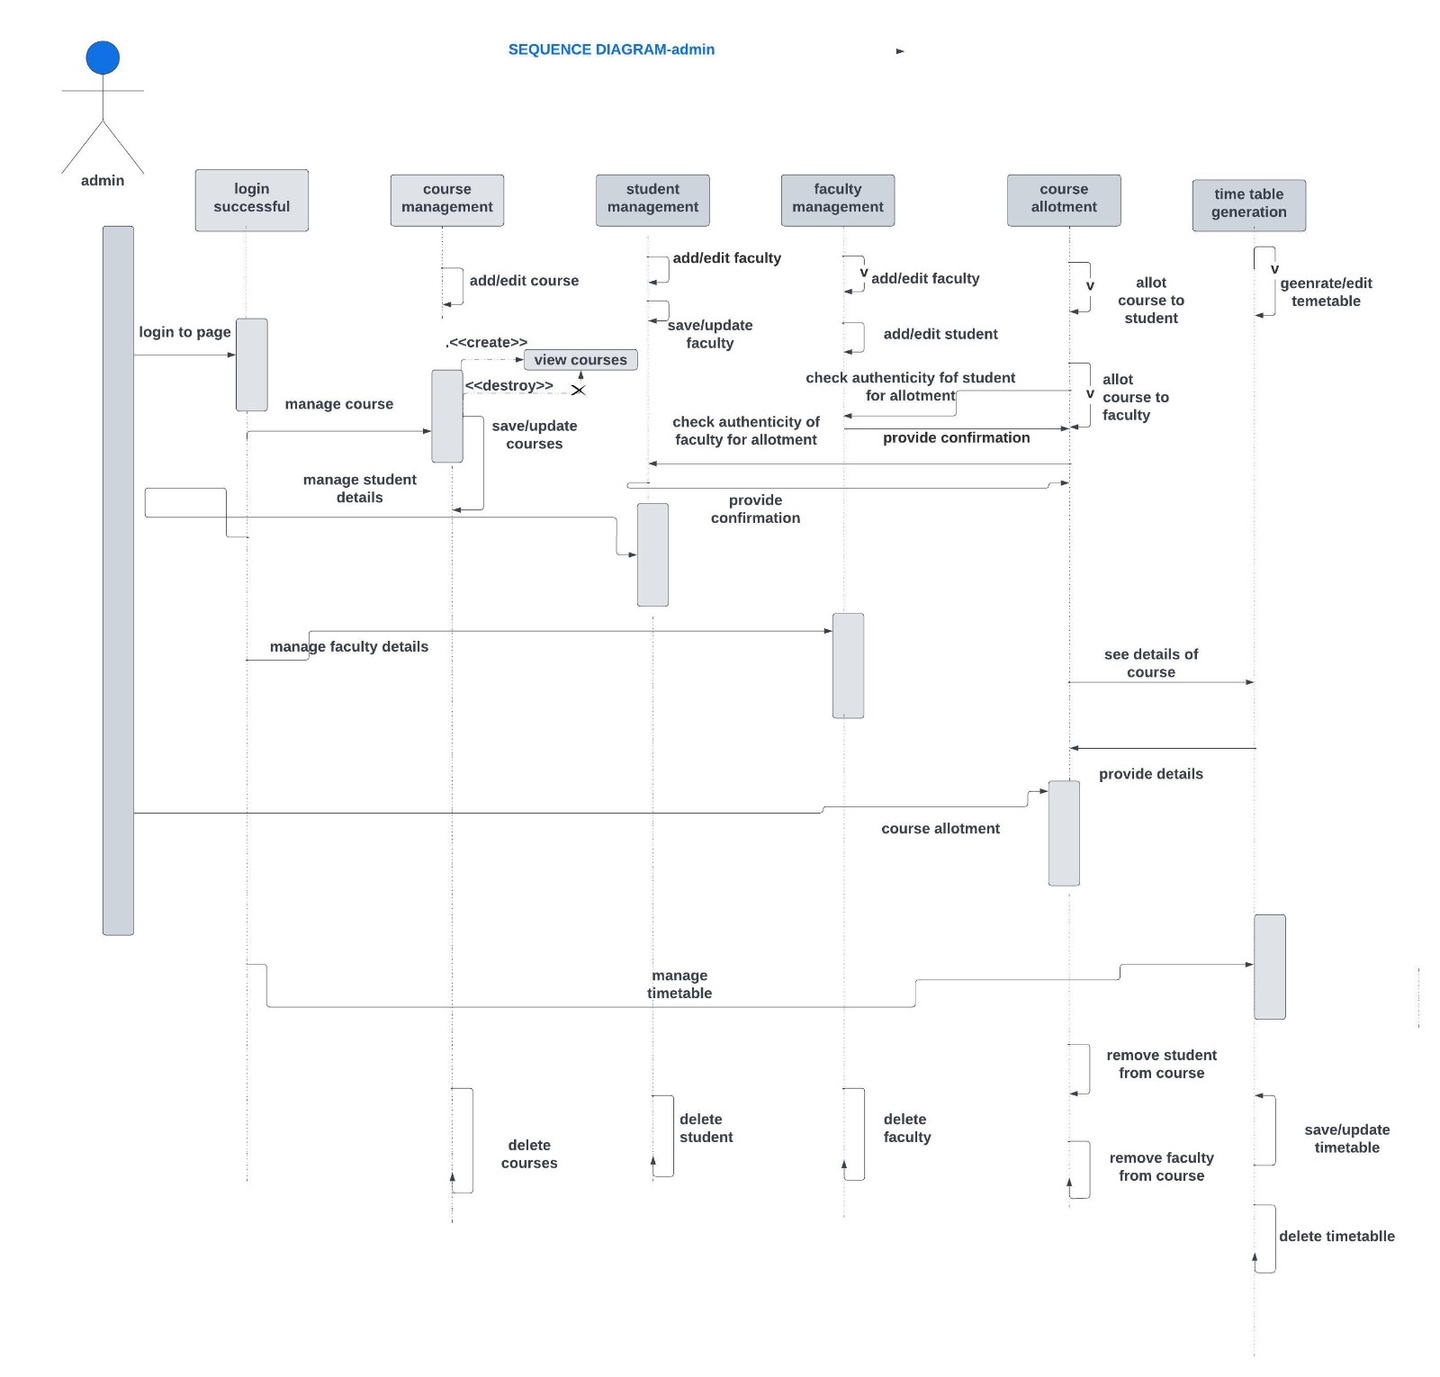 SEQUENCE DIAGRAM-admin
admin
login
successful
course
management
student
management
faculty
management
course
allotment
time table
generation
add/edit faculty
add/edit course
v
add/edit faculty
v
allot
course to
student
v
geenrate/edit
temetable
login to page
save/update
faculty
add/edit student
.<<create>>
view courses
<<destroy>>
manage course
save/update
courses
check authenticity fof student
for allotment
v
allot
course to
faculty
check authenticity of
faculty for allotment
provide confirmation
manage student
details
provide
confirmation
manage faculty details
see details of
course
provide details
course allotment
manage
timetable
remove student
from course
delete
courses
delete
student
delete
faculty
save/update
timetable
remove faculty
from course
delete timetablle